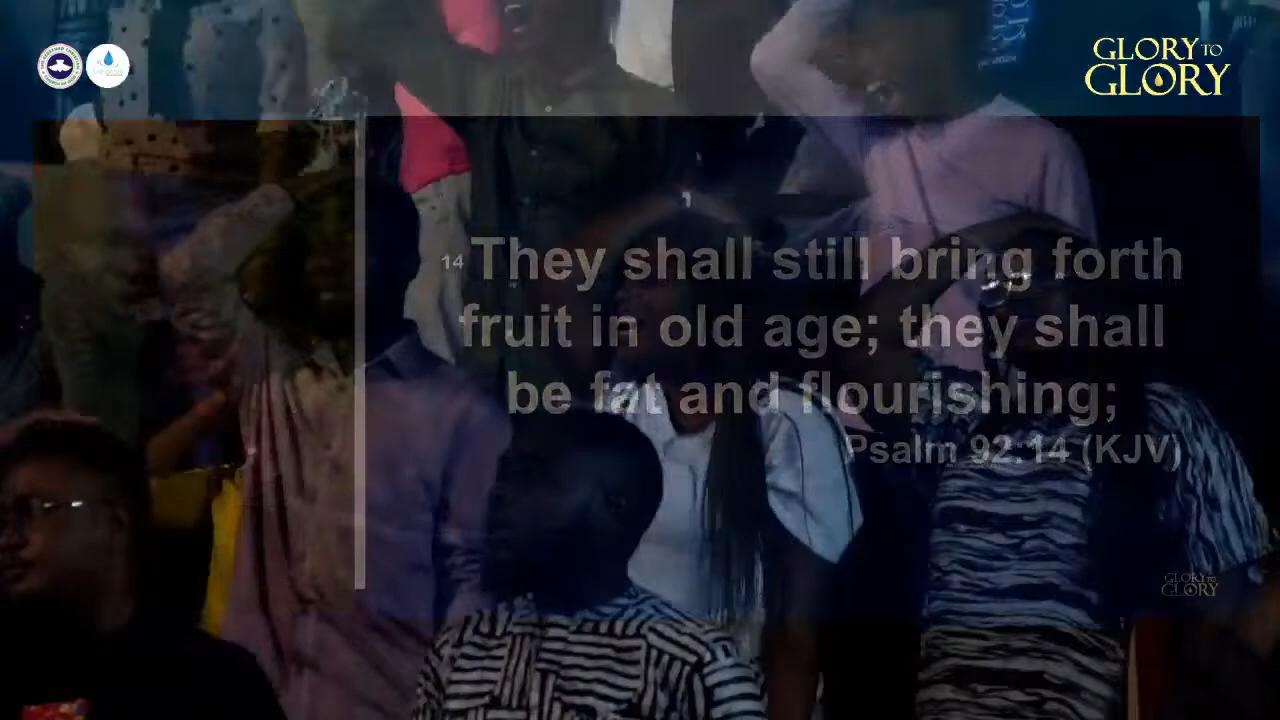 GLORY TO
GLORY
14 They shall still bring forth
fruit in old age; they shall
be fat and flourishing;
Psalm 92:14 (KJV)
GLORY TO
GLORY